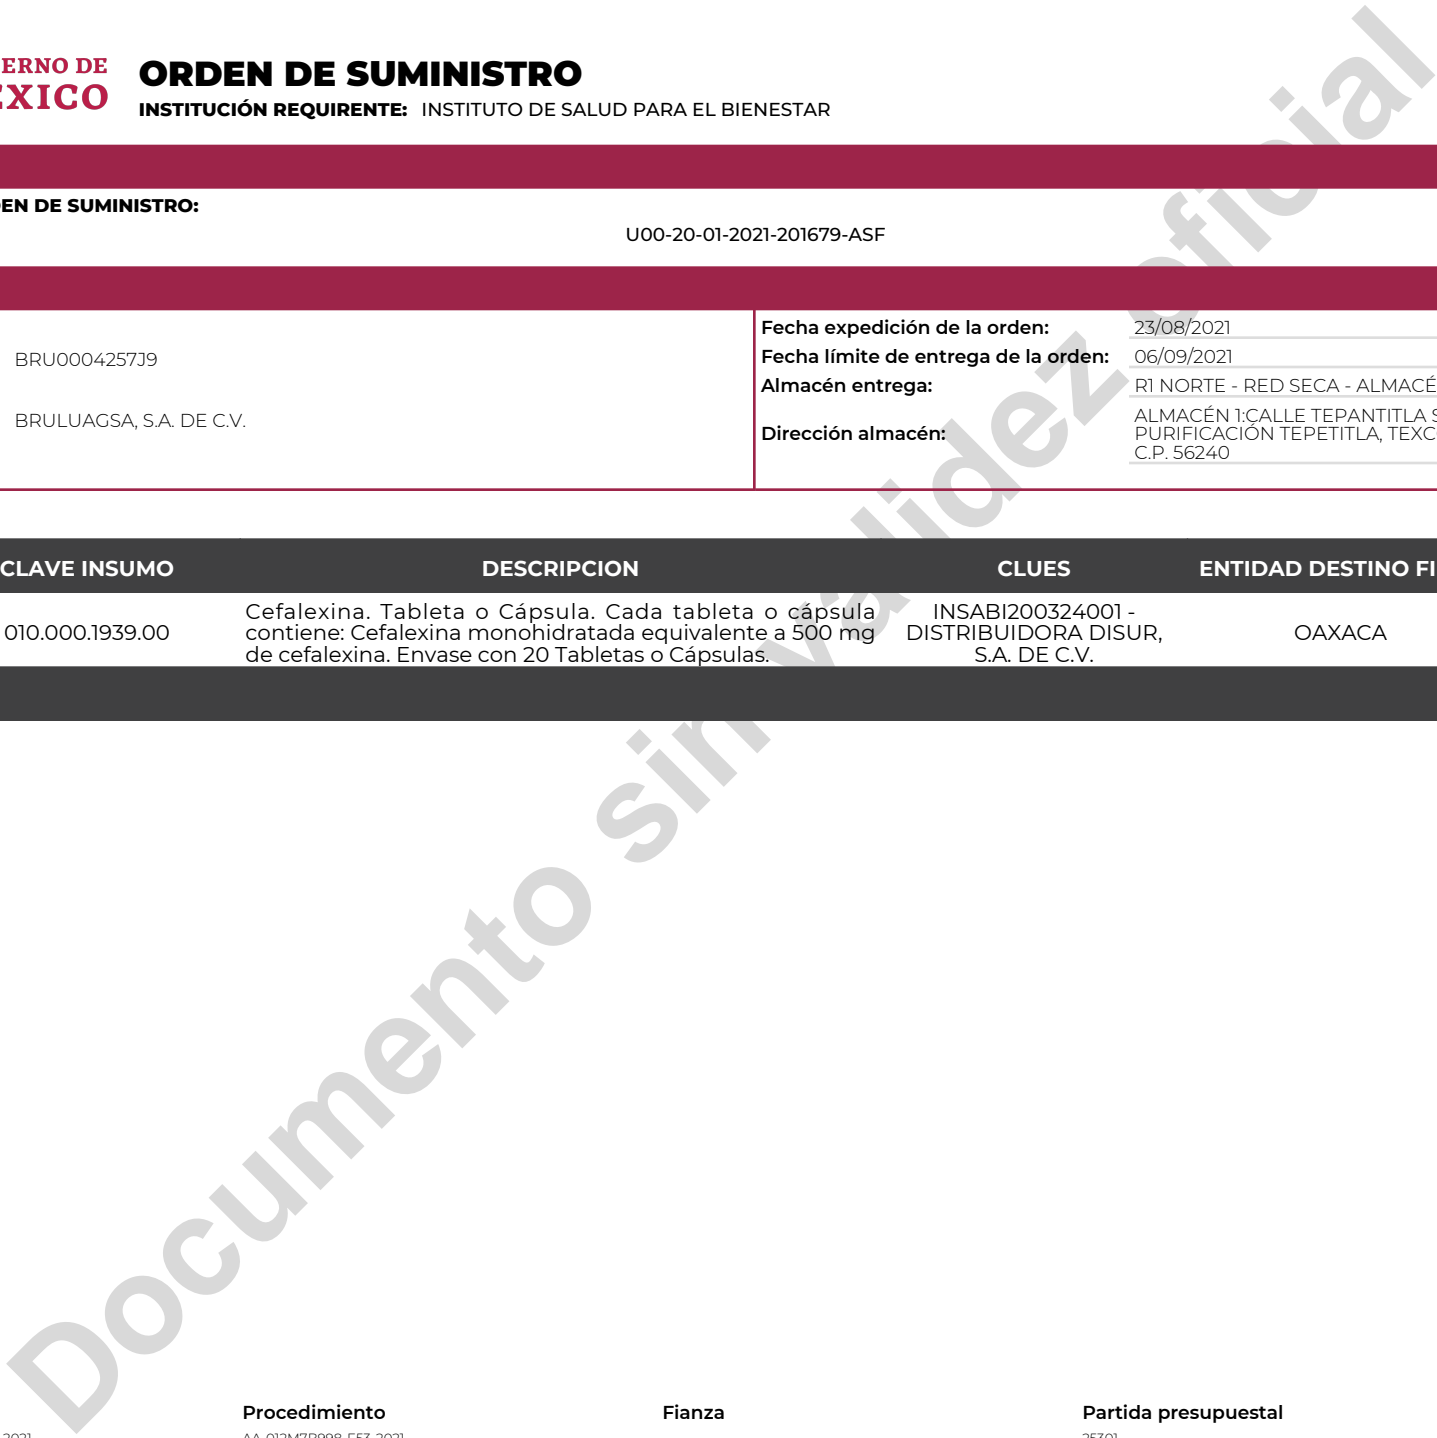 ERNO DE
EXICO
ORDEN DE SUMINISTRO
INSTITUCIÓN REQUIRENTE: INSTITUTO DE SALUD PARA EL BIENESTAR
EN DE SUMINISTRO:
U00-20-01-2021-201679-ASF
BRU0004257J9
BRULUAGSA, S.A. DE C.V.
Fecha expedición de la orden: 23/08/2021
Fecha límite de entrega de la orden: 06/09/2021
Almacén entrega: R1 NORTE - RED SECA - ALMACÉ
Dirección almacén:
ALMACÉN 1:CALLE TEPANTITLA S
PURIFICACIÓN TEPETITLA, TEXC
C.P. 56240
CLAVE INSUMO DESCRIPCION CLUES ENTIDAD DESTINO FI
010.000.1939.00
Cefalexina. Tableta o Cápsula. Cada tableta o cápsula
contiene: Cefalexina monohidratada equivalente a 500 mg
de cefalexina. Envase con 20 Tabletas o Cápsulas.
INSABI200324001 -
DISTRIBUIDORA DISUR,
S.A. DE C.V.
OAXACA
Documento sin validez oficial
Procedimiento Fianza Partida presupuestal